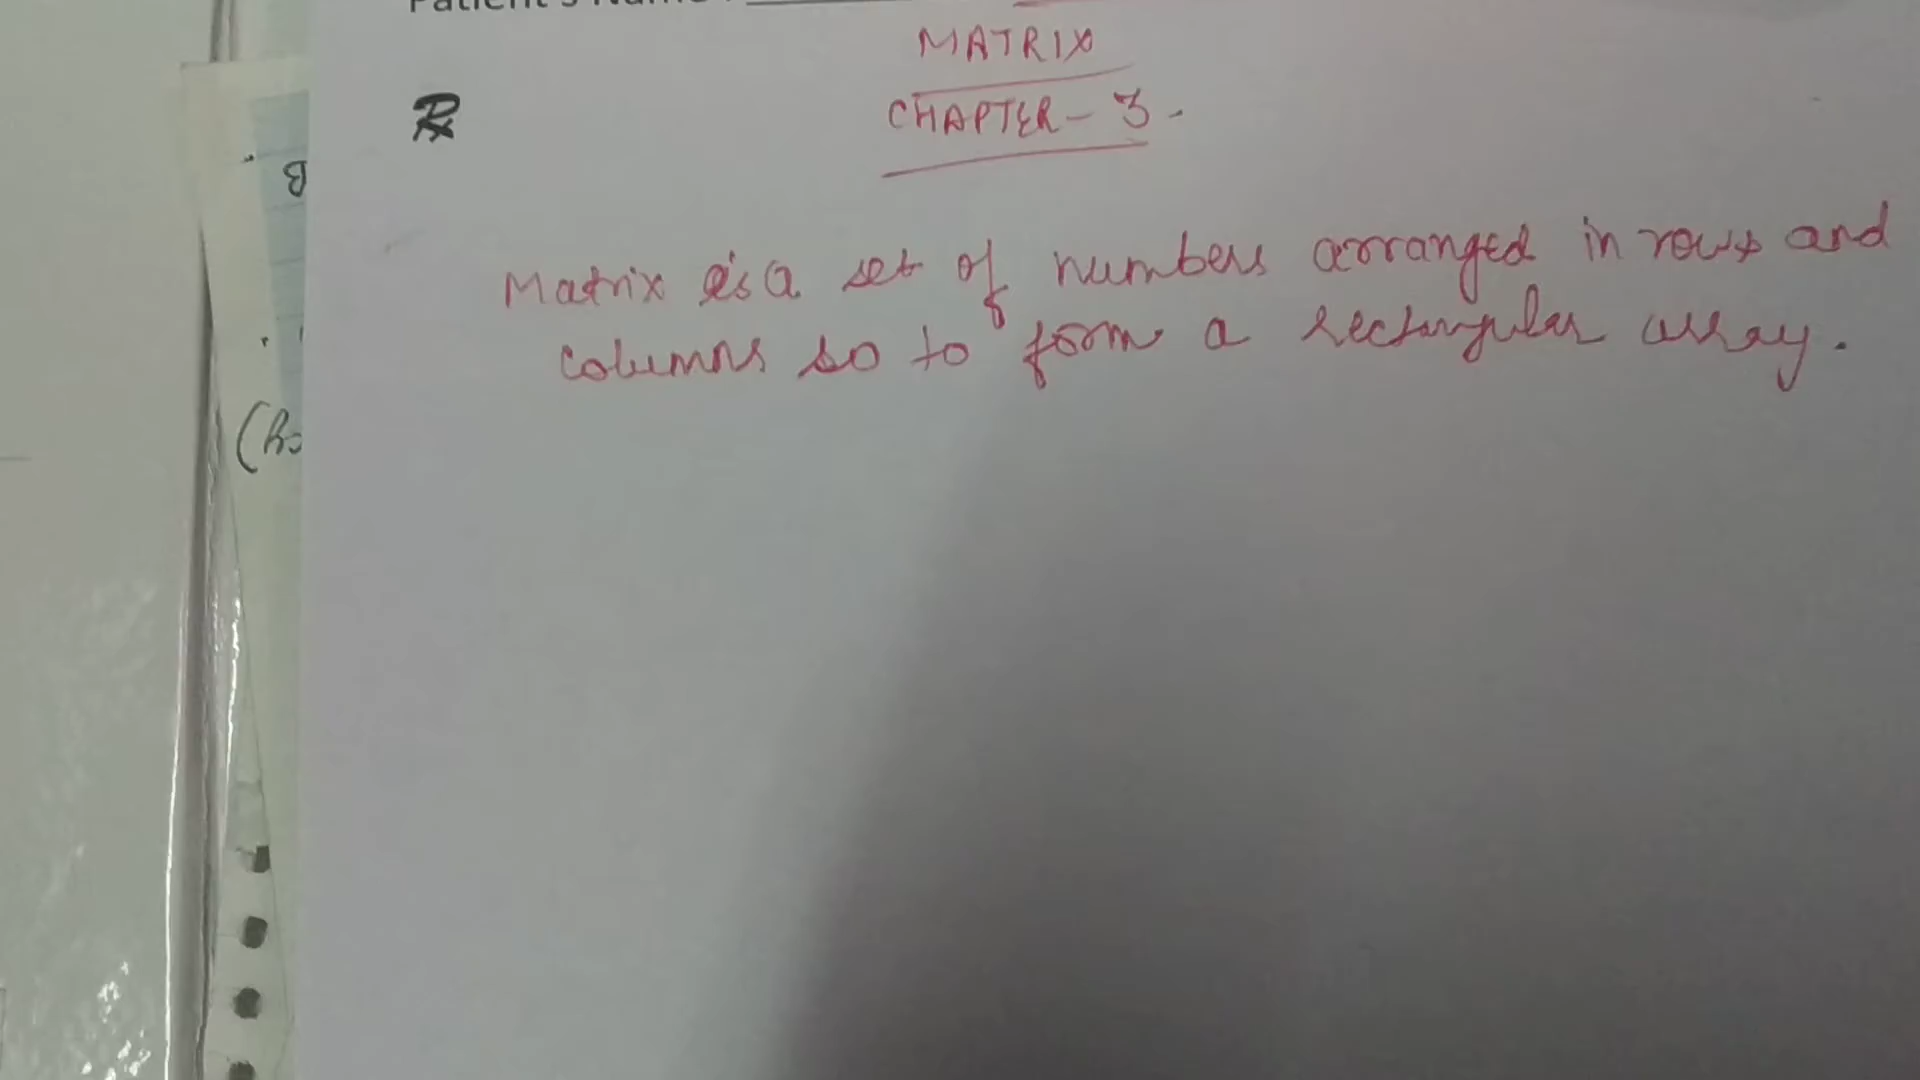 MATRIX
CHAPTER - 3.
Matrix is a set of numbers arranged in rows and
columns so to form a rectangular array.